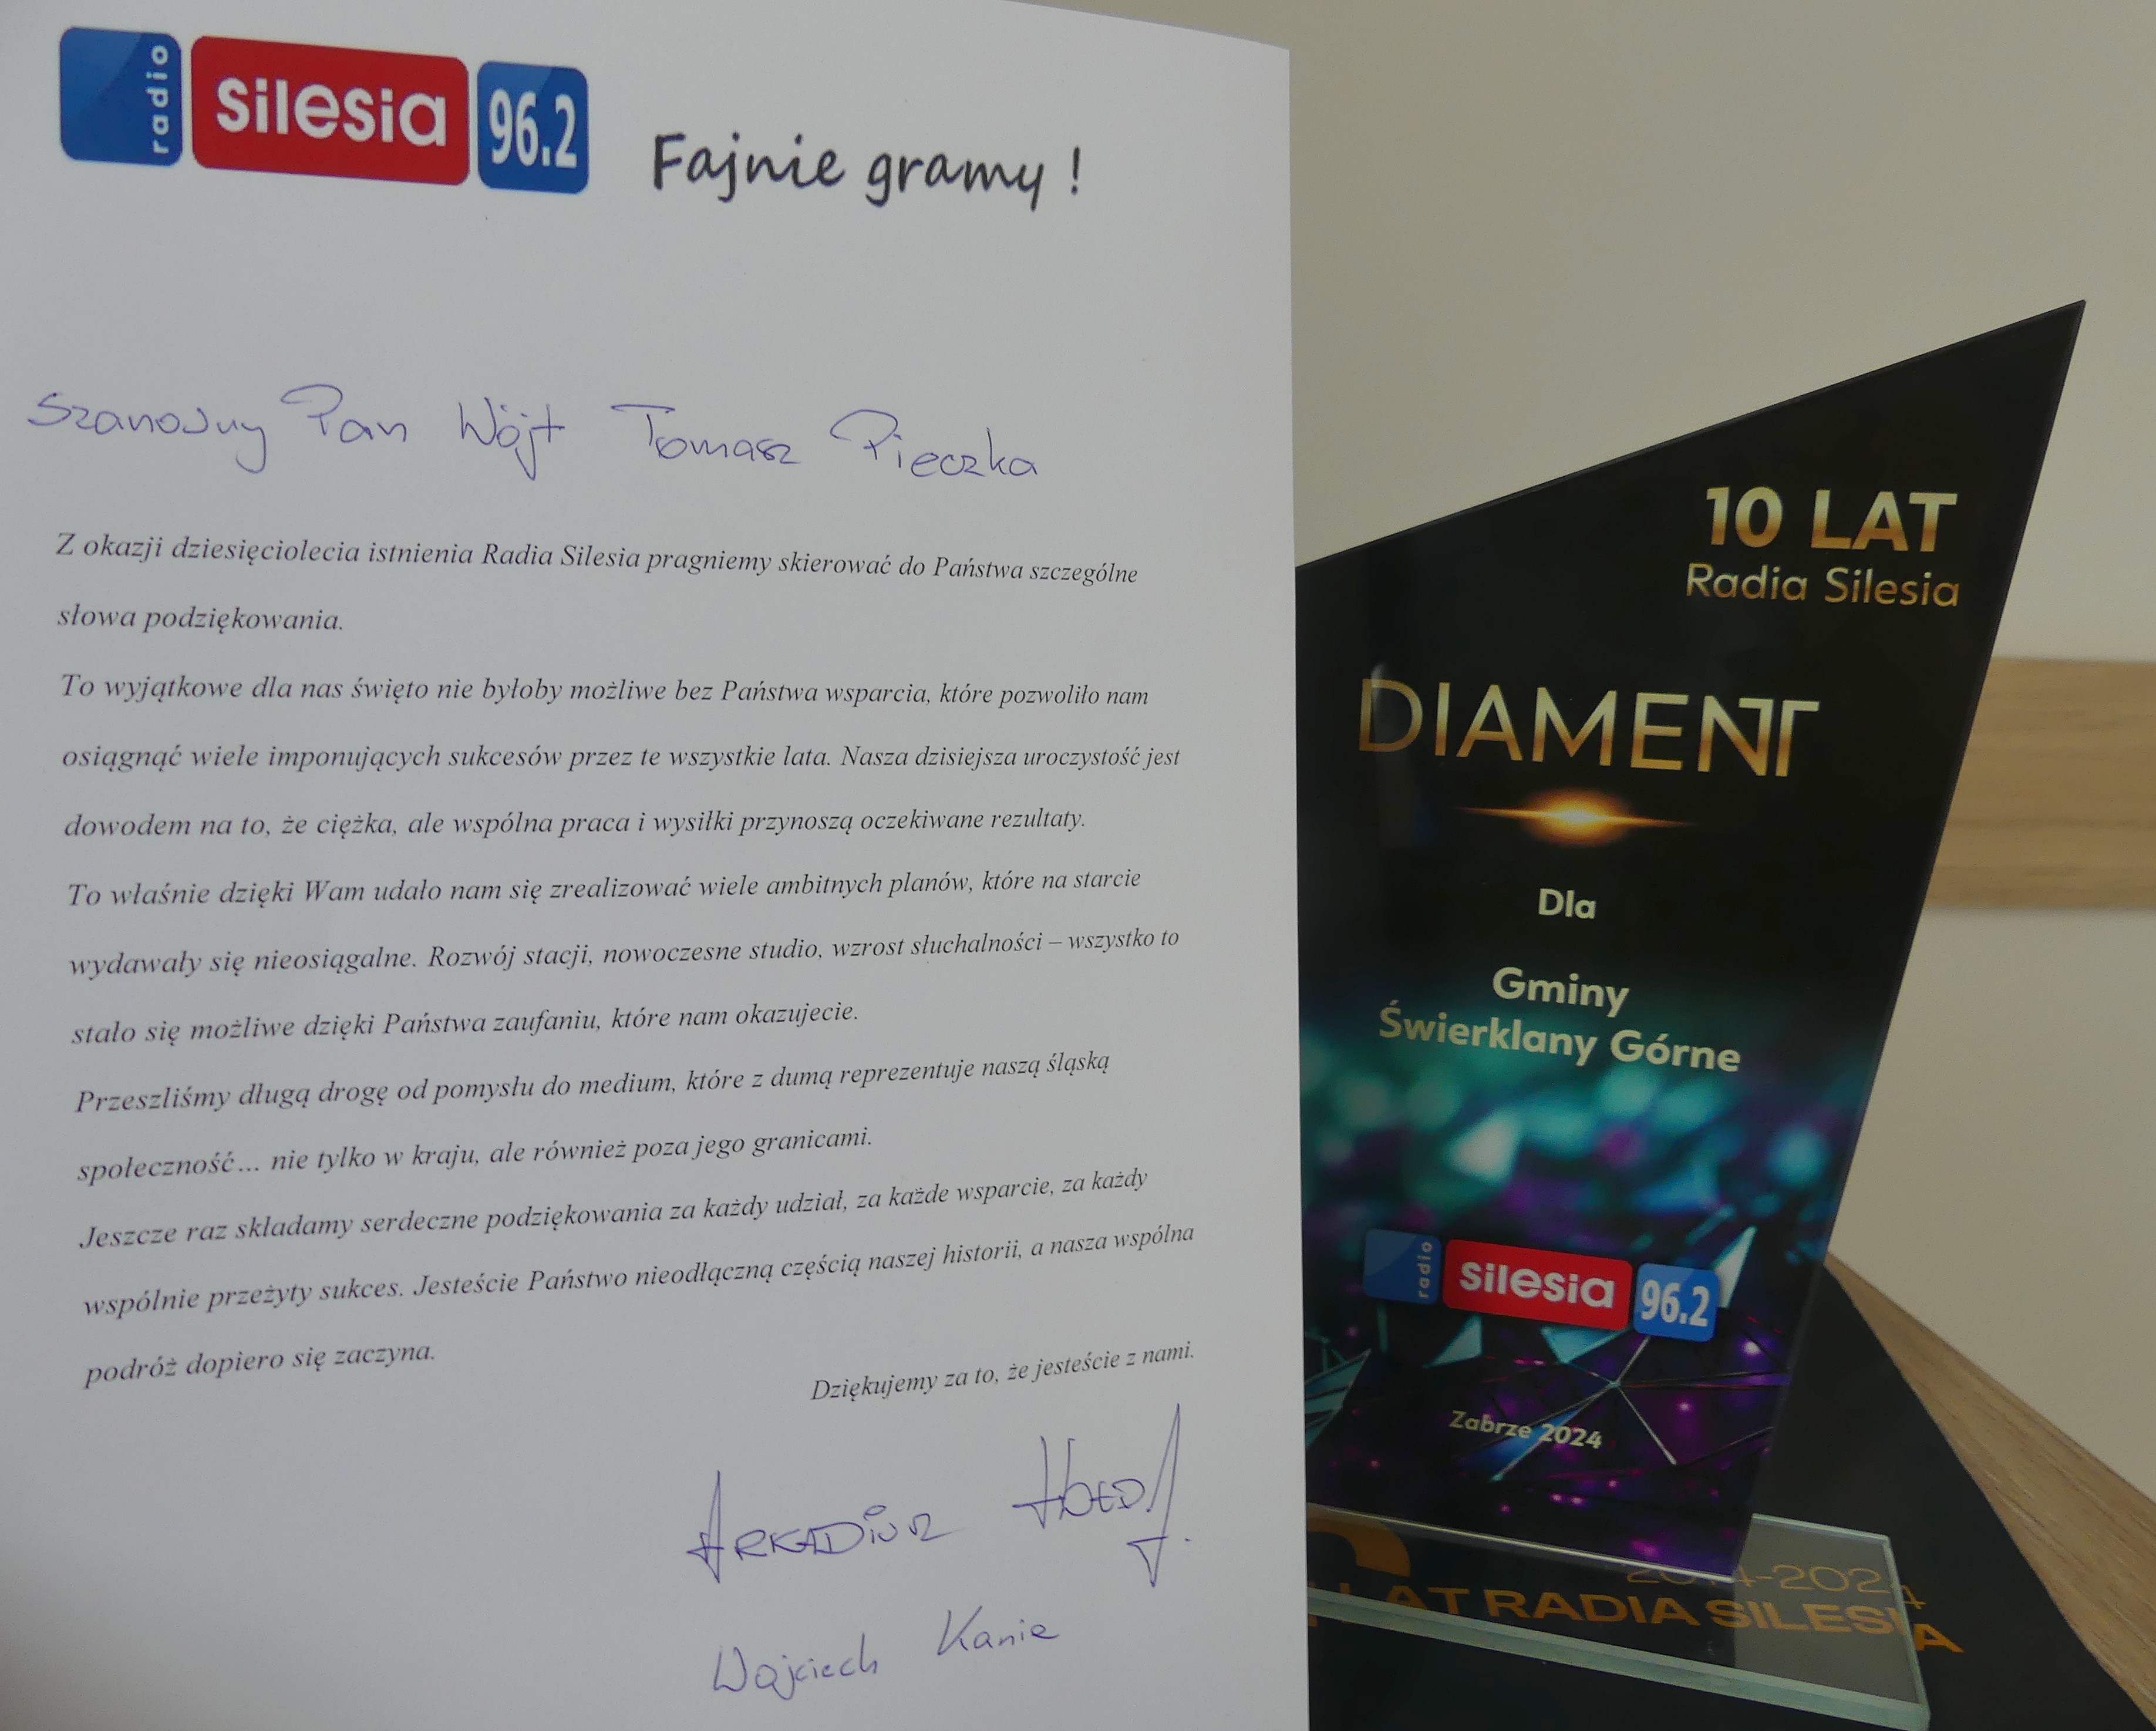 radio silesia 96.2
Fajnie gramy !
Szanowny Pan Wójt Tomasz Pieczka
Z okazji dziesięciolecia istnienia Radia Silesia pragniemy skierować do Państwa szczególne
słowa podziękowania.
To wyjątkowe dla nas święto nie byłoby możliwe bez Państwa wsparcia, które pozwoliło nam
osiągnąć wiele imponujących sukcesów przez te wszystkie lata. Nasza dzisiejsza uroczystość jest
dowodem na to, że ciężka, ale wspólna praca i wysiłki przynoszą oczekiwane rezultaty.
To właśnie dzięki Wam udało nam się zrealizować wiele ambitnych planów, które na starcie
wydawały się nieosiągalne. Rozwój stacji, nowoczesne studio, wzrost słuchalności – wszystko to
stało się możliwe dzięki Państwa zaufaniu, które nam okazujecie.
Przeszliśmy długą drogę od pomysłu do medium, które z dumą reprezentuje naszą śląską
społeczność... nie tylko w kraju, ale również poza jego granicami.
Jeszcze raz składamy serdeczne podziękowania za każdy udział, za każde wsparcie, za każdy
wspólnie przeżyty sukces. Jesteście Państwo nieodłączną częścią naszej historii, a nasza wspólna
podróż dopiero się zaczyna.
Dziękujemy za to, że jesteście z nami.
ARKADIUSZ
Wojciech Kania
10 LAT
Radia Silesia
DIAMENT
Dla
Gminy
Świerklany Górne
radio silesia 96.2
Zabrze 2024
2014-2024
LAT RADIA SILESIA